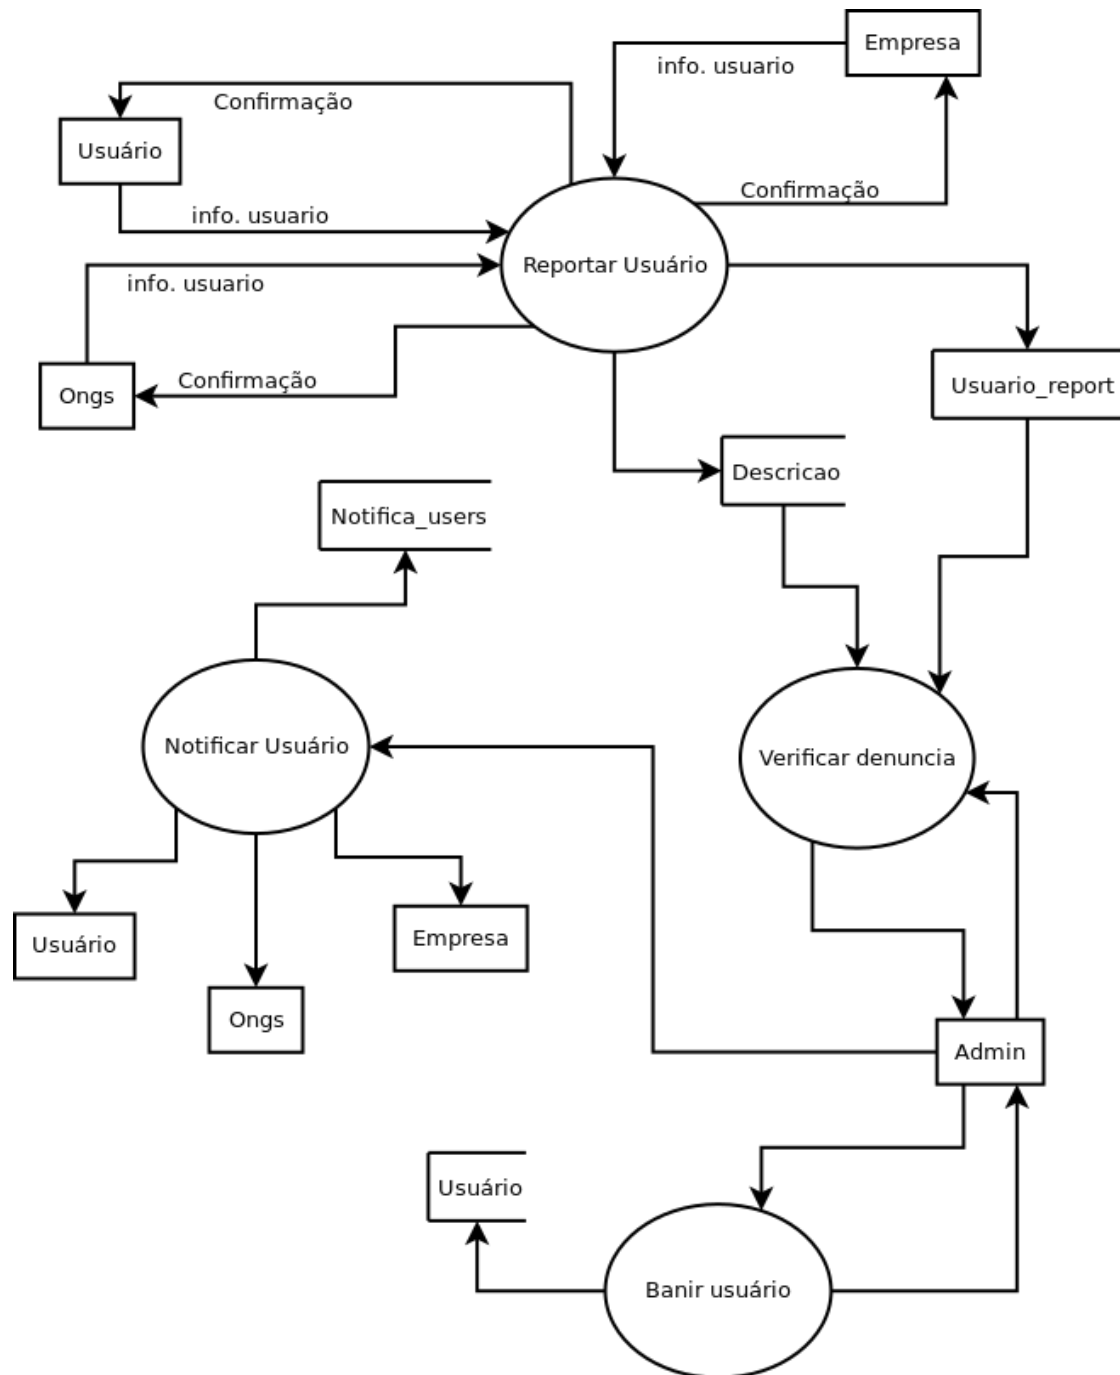 Empresa
info. usuario
Confirmação
Usuário
Confirmação
info. usuario
Reportar Usuário
info. usuario
Confirmação
Ongs
Usuario_report
Descricao
Notifica_users
Notificar Usuário
Verificar denuncia
Usuário
Empresa
Ongs
Admin
Usuário
Banir usuário